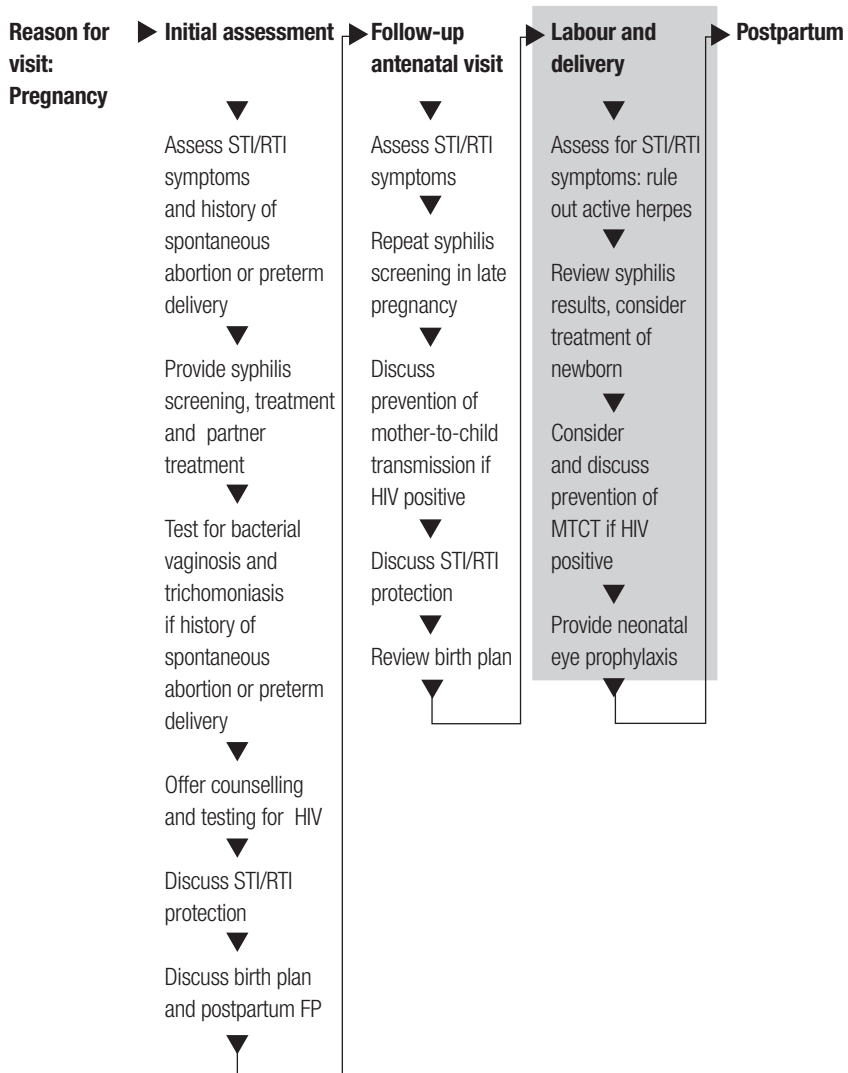 Reason for
visit:
Pregnancy
Initial assessment
Assess STI/RTI
symptoms
and history of
spontaneous
abortion or preterm
delivery
Provide syphilis
screening, treatment
and partner
treatment
Test for bacterial
vaginosis and
trichomoniasis
if history of
spontaneous
abortion or preterm
delivery
Offer counselling
and testing for HIV
Discuss STI/RTI
protection
Discuss birth plan
and postpartum FP
Follow-up
antenatal visit
Assess STI/RTI
symptoms
Repeat syphilis
screening in late
pregnancy
Discuss
prevention of
mother-to-child
transmission if
HIV positive
Discuss STI/RTI
protection
Review birth plan
Labour and
delivery
Assess for STI/RTI
symptoms: rule
out active herpes
Review syphilis
results, consider
treatment of
newborn
Consider
and discuss
prevention of
MTCT if HIV
positive
Provide neonatal
eye prophylaxis
Postpartum